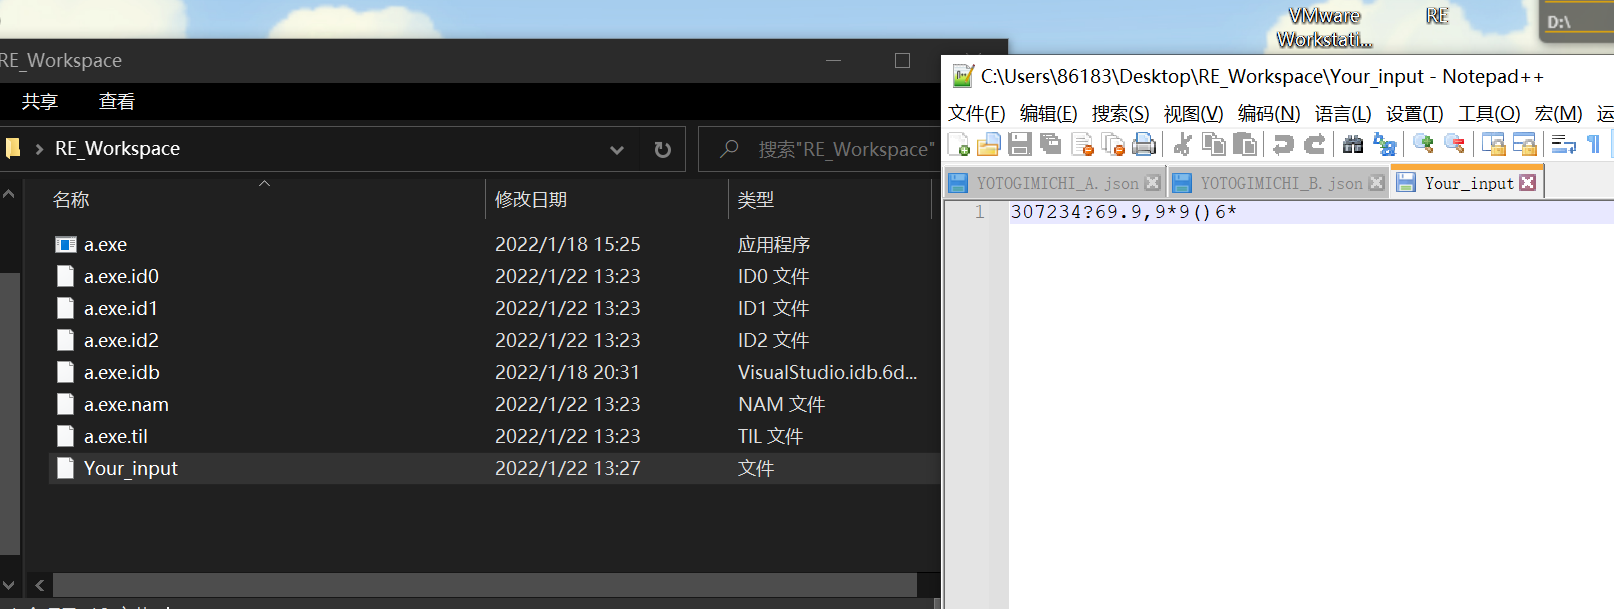 VMware
Workstati...
RE
D:\
RE_Workspace
共享 查看
RE_Workspace
搜索"RE_Workspace"
名称 修改日期 类型
a.exe 2022/1/18 15:25 应用程序
a.exe.id0 2022/1/22 13:23 ID0 文件
a.exe.id1 2022/1/22 13:23 ID1 文件
a.exe.id2 2022/1/22 13:23 ID2 文件
a.exe.idb 2022/1/18 20:31 VisualStudio.idb.6d...
a.exe.nam 2022/1/22 13:23 NAM 文件
a.exe.til 2022/1/22 13:23 TIL 文件
Your_input 2022/1/22 13:27 文件
C:\Users\86183\Desktop\RE_Workspace\Your_input - Notepad++
文件(F) 编辑(E) 搜索(S) 视图(V) 编码(N) 语言(L) 设置(T) 工具(O) 宏(M) 运
YOTOGIMICHI_A.json YOTOGIMICHI_B.json Your_input
1 307234?69.9,9*9()6*